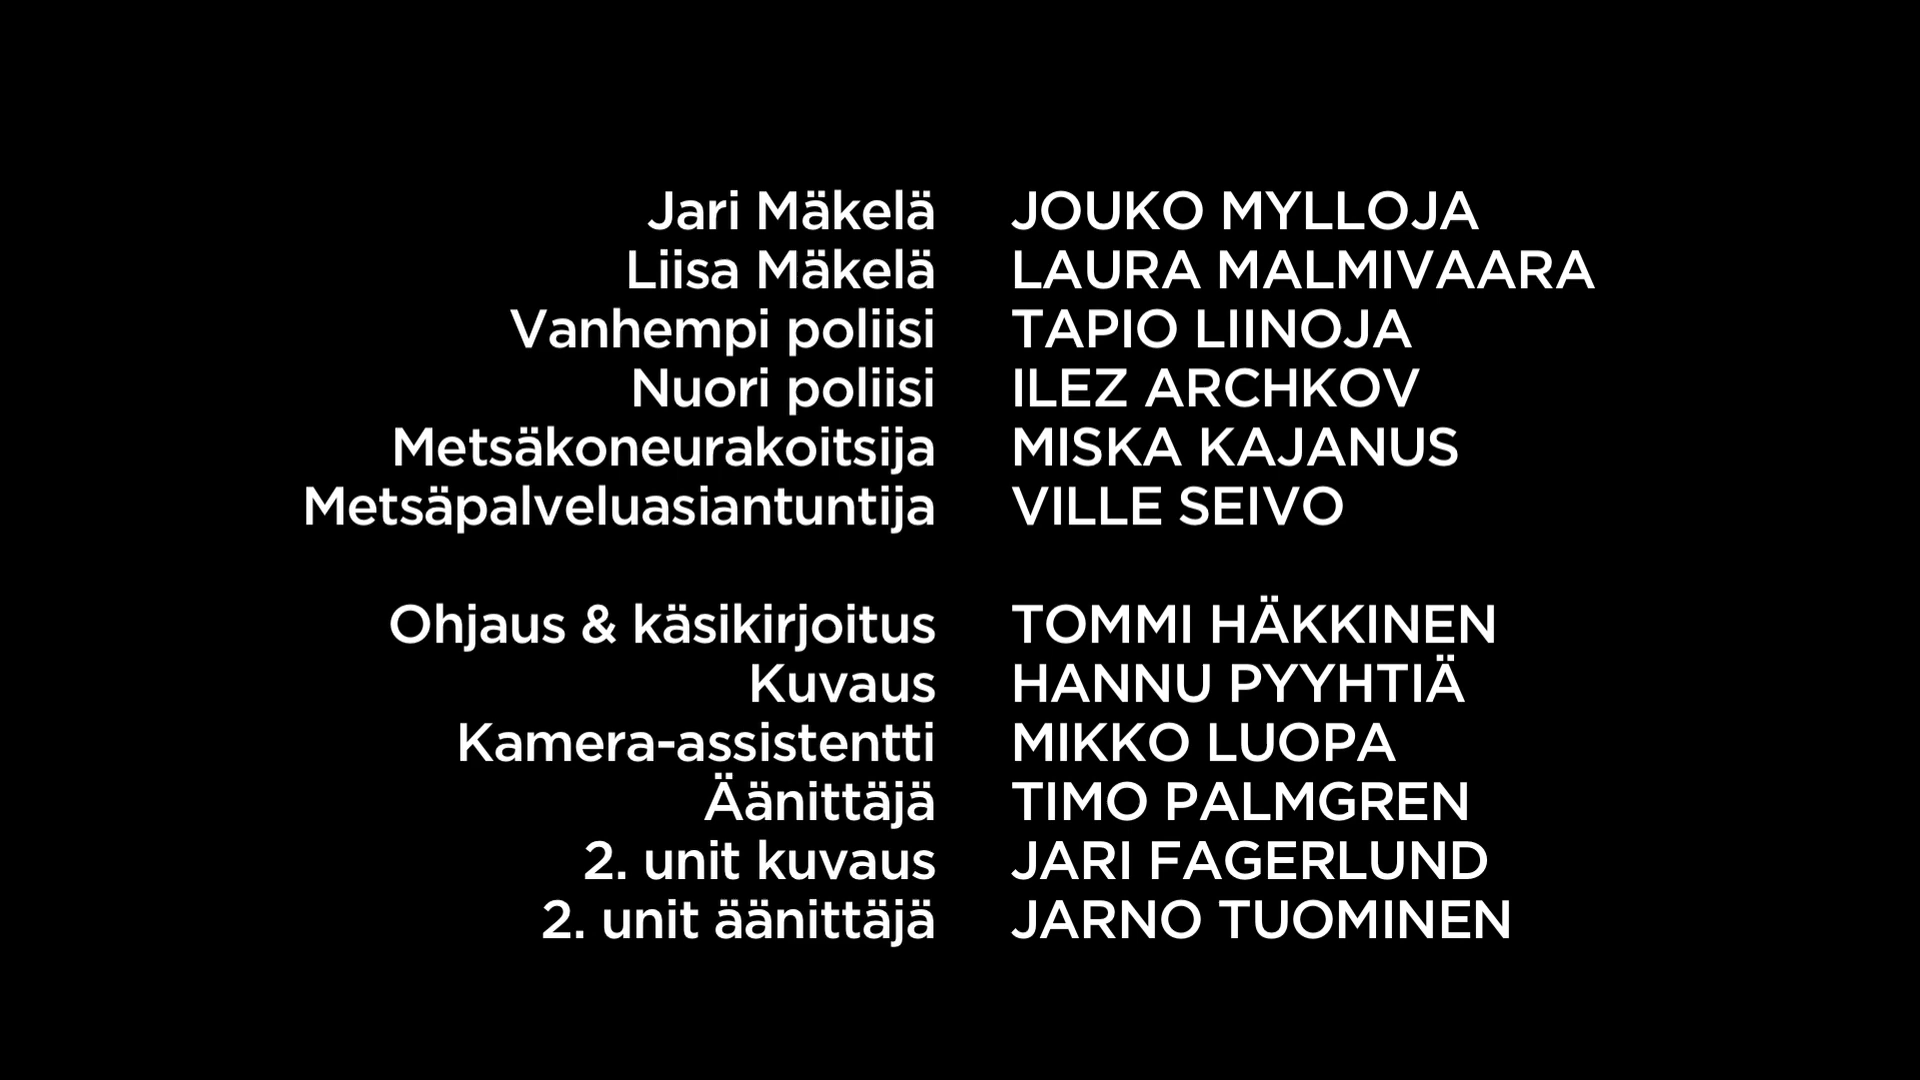 Jari Mäkelä JOUKO MYLLOJA
Liisa Mäkelä LAURA MALMIVAARA
Vanhempi poliisi TAPIO LIINOJA
Nuori poliisi ILEZ ARCHKOV
Metsäkoneurakoitsija MISKA KAJANUS
Metsäpalveluasiantuntija VILLE SEIVO
Ohjaus & käsikirjoitus TOMMI HÄKKINEN
Kuvaus HANNU PYYHTIÄ
Kamera-assistentti MIKKO LUOPA
Äänittäjä TIMO PALMGREN
2. unit kuvaus JARI FAGERLUND
2. unit äänittäjä JARNO TUOMINEN